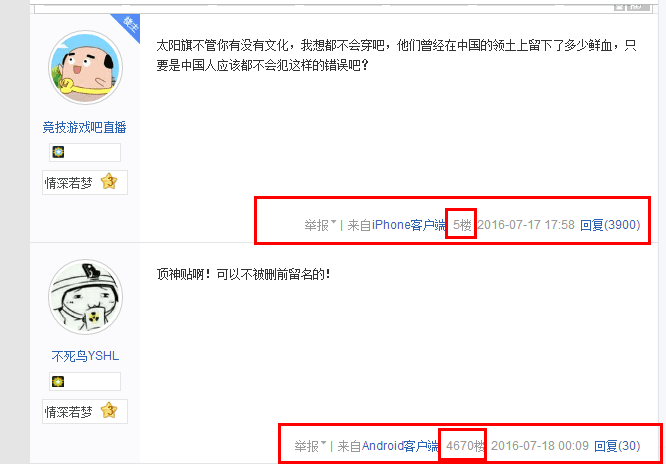 楼主
太阳旗不管你有没有文化，我想都不会穿吧，他们曾经在中国的领土上留下了多少鲜血，只
要是中国人应该都不会犯这样的错误吧？
竞技游戏吧直播
情深若梦 3
举报 | 来自iPhone客户端 5楼 2016-07-17 17:58 回复(3900)
顶神贴啊！可以不被删前留名的！
不死鸟YSHL
情深若梦 3
举报 | 来自Android客户端 4670楼 2016-07-18 00:09 回复(30)